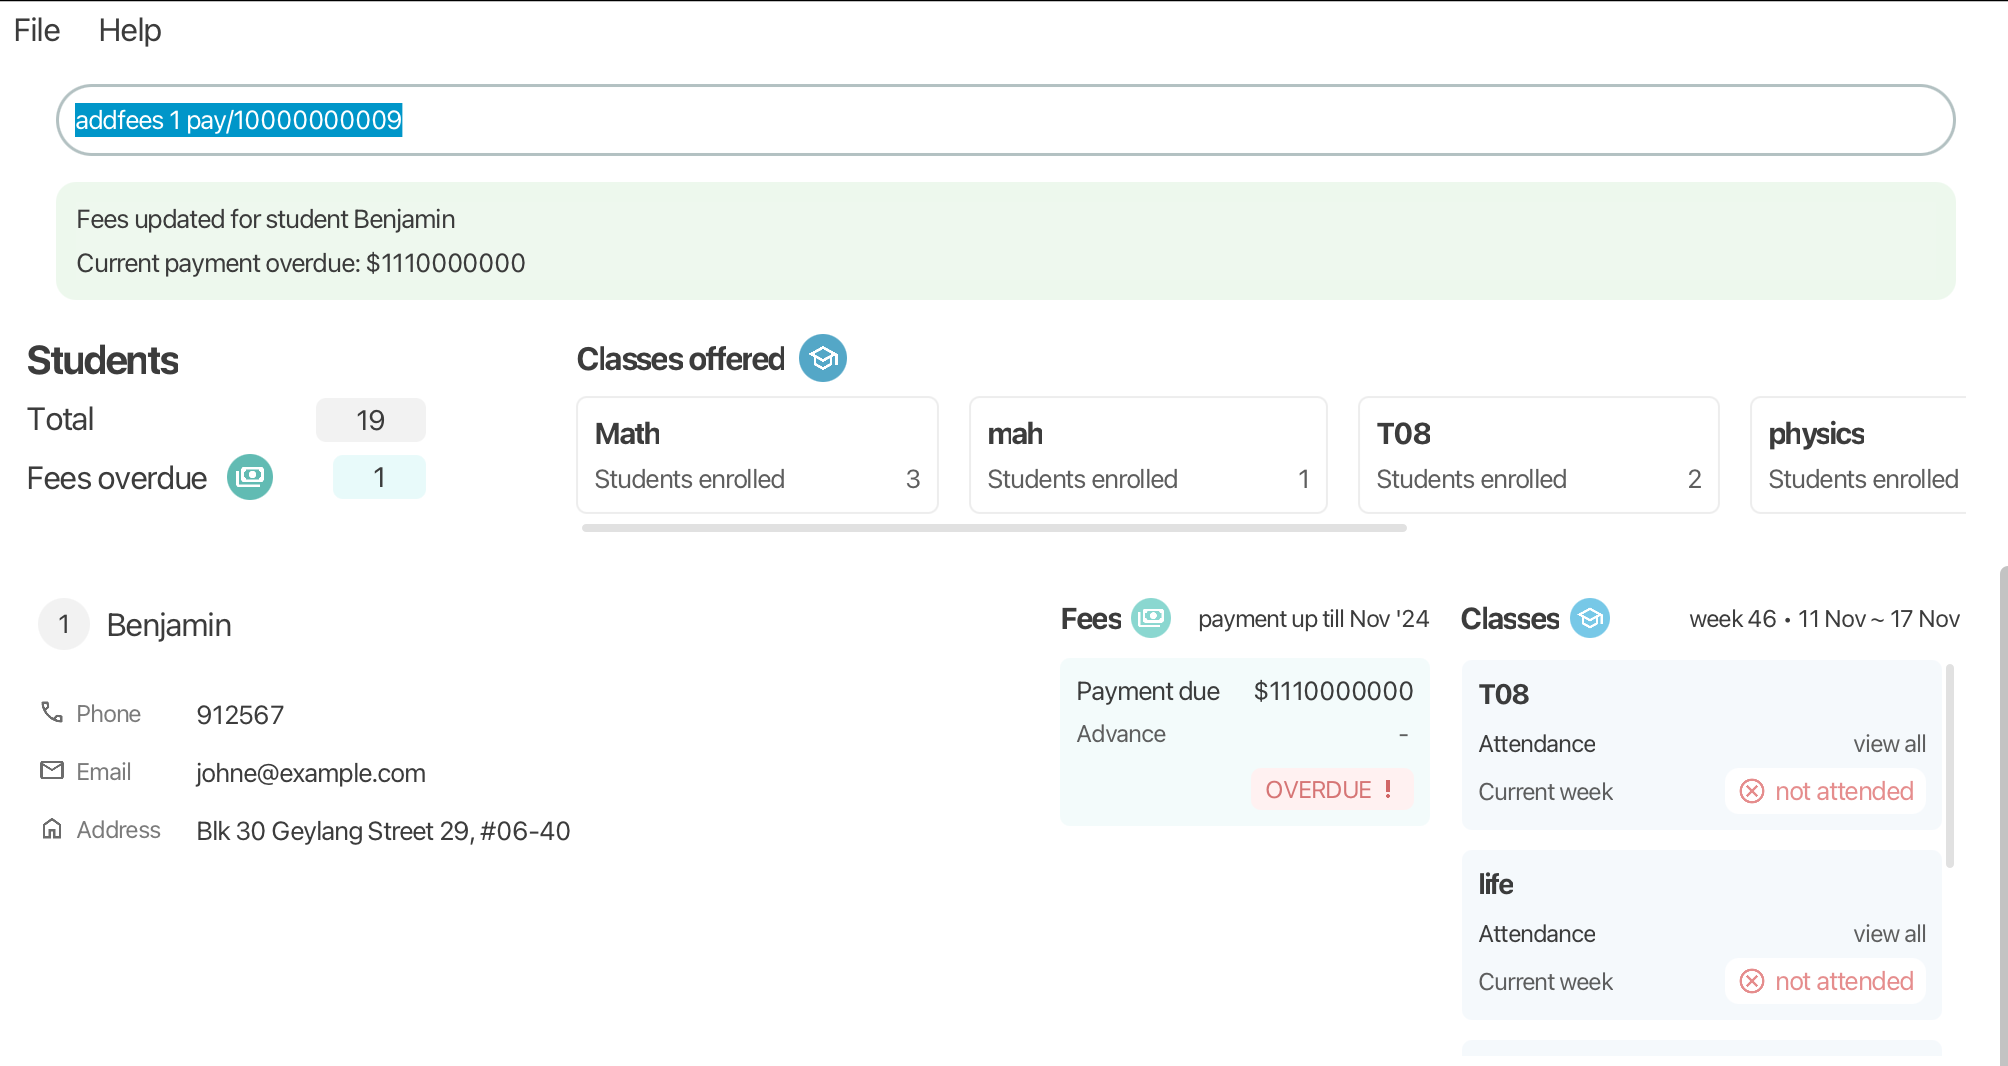 File Help
addfees 1 pay/10000000009
Fees updated for student Benjamin
Current payment overdue: $1110000000
Students
Total 19
Fees overdue 1
Classes offered
Math
Students enrolled 3
mah
Students enrolled 1
T08
Students enrolled 2
physics
Students enrolled
1 Benjamin
Phone 912567
Email johne@example.com
Address Blk 30 Geylang Street 29, #06-40
Fees payment up till Nov '24
Payment due $1110000000
Advance -
OVERDUE !
Classes week 46 • 11 Nov ~ 17 Nov
T08
Attendance view all
Current week not attended
life
Attendance view all
Current week not attended